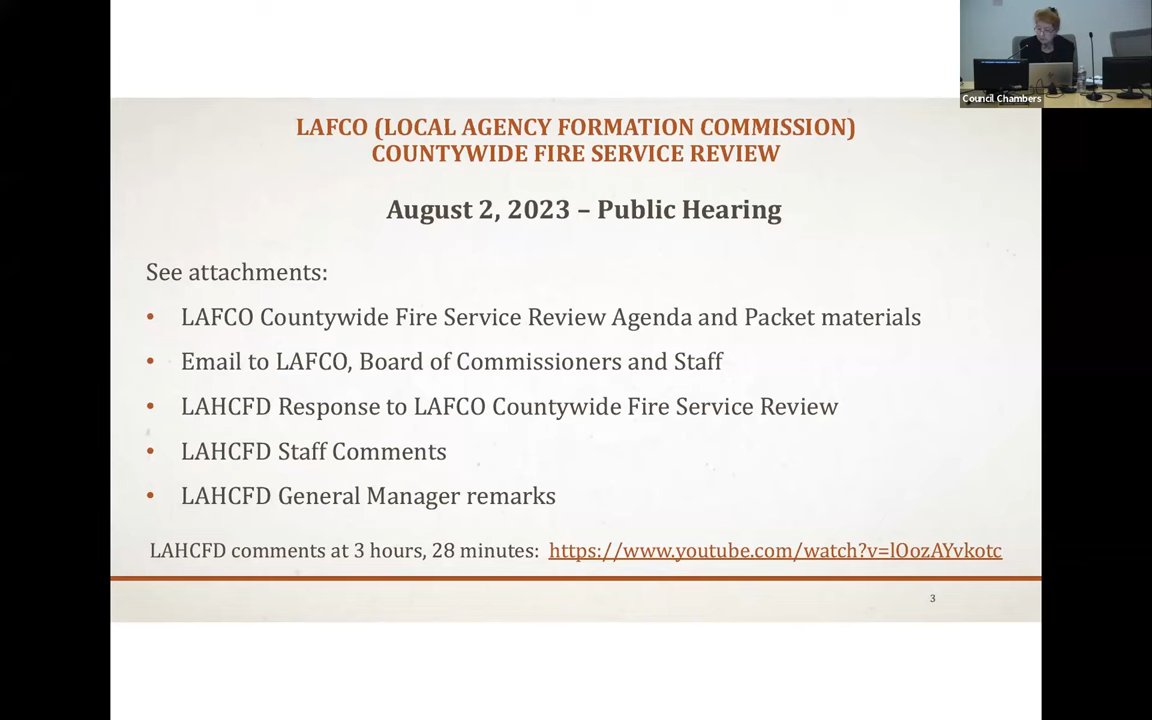 Council Chambers
LAFCO (LOCAL AGENCY FORMATION COMMISSION)
COUNTYWIDE FIRE SERVICE REVIEW
August 2, 2023 – Public Hearing
See attachments:
• LAFCO Countywide Fire Service Review Agenda and Packet materials
• Email to LAFCO, Board of Commissioners and Staff
• LAHCFD Response to LAFCO Countywide Fire Service Review
• LAHCFD Staff Comments
• LAHCFD General Manager remarks
LAHCFD comments at 3 hours, 28 minutes: https://www.youtube.com/watch?v=lOozAYvkotc
3